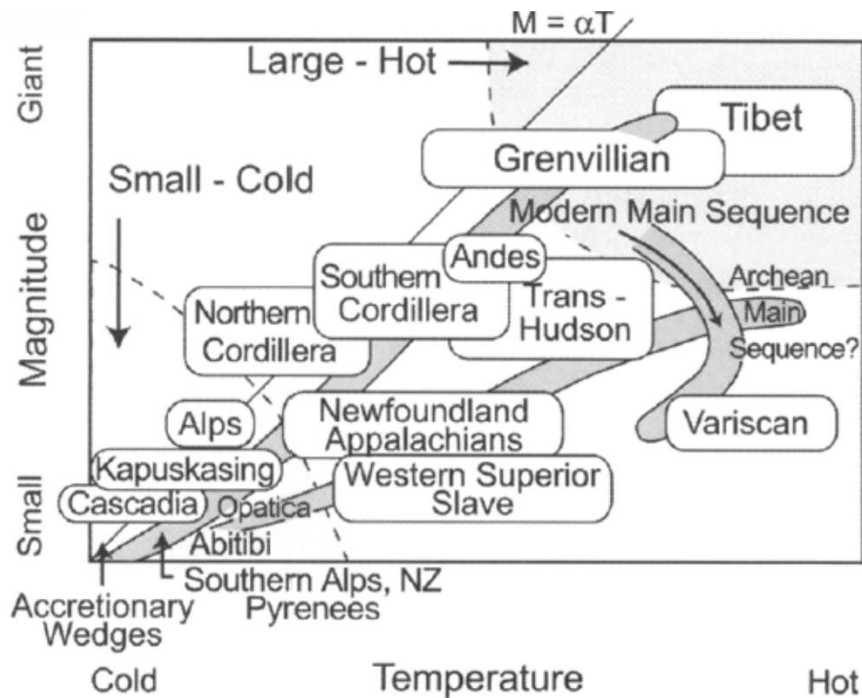 M = αT
Giant
Large - Hot
Tibet
Grenvillian
Small - Cold
Modern Main Sequence
Andes
Southern
Cordillera
Archean
Main
Sequence?
Trans -
Hudson
Northern
Cordillera
Magnitude
Alps
Newfoundland
Appalachians
Variscan
Kapuskasing
Western Superior
Slave
Cascadia
Opatica
Small
Abitibi
Southern Alps, NZ
Pyrenees
Accretionary
Wedges
Cold
Temperature
Hot